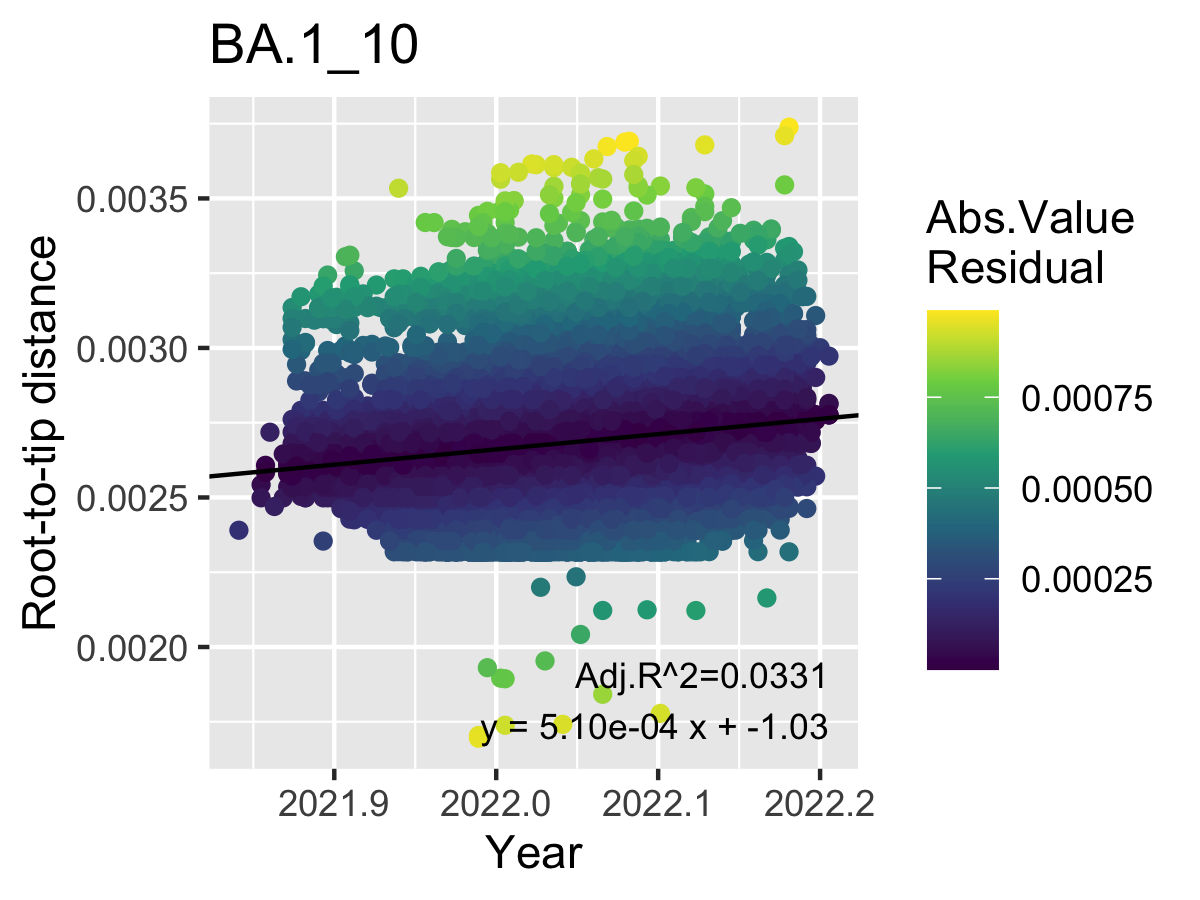 BA.1_10
Root-to-tip distance
0.0035
0.0030
0.0025
0.0020
Adj.R^2=0.0331
y = 5.10e-04 x + -1.03
2021.9 2022.0 2022.1 2022.2
Year
Abs.Value
Residual
0.00075
0.00050
0.00025